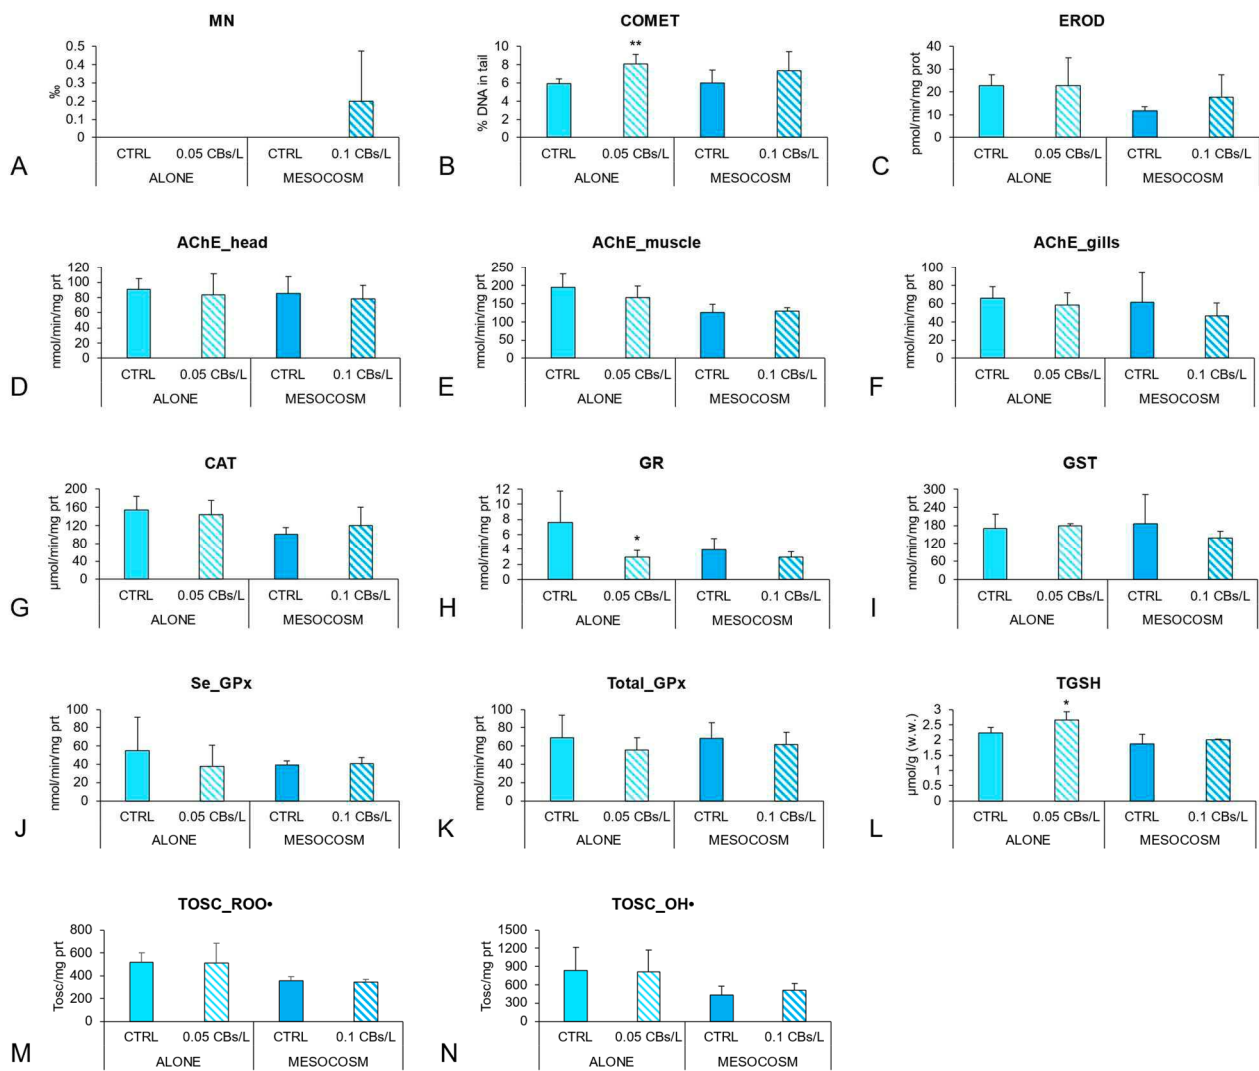 MN
0.5
0.4
0.3
0.2
0.1
0
‰
CTRL 0.05 CBs/L CTRL 0.1 CBs/L
ALONE MESOCOSM
A
COMET
10
8
6
4
2
0
% DNA in tail
**
CTRL 0.05 CBs/L CTRL 0.1 CBs/L
ALONE MESOCOSM
B
EROD
40
30
20
10
0
pmol/min/mg prot
CTRL 0.05 CBs/L CTRL 0.1 CBs/L
ALONE MESOCOSM
C
AChE_head
120
100
80
60
40
20
0
nmol/min/mg prt
CTRL 0.05 CBs/L CTRL 0.1 CBs/L
ALONE MESOCOSM
D
AChE_muscle
250
200
150
100
50
0
nmol/min/mg prt
CTRL 0.05 CBs/L CTRL 0.1 CBs/L
ALONE MESOCOSM
E
AChE_gills
100
80
60
40
20
0
nmol/min/mg prt
CTRL 0.05 CBs/L CTRL 0.1 CBs/L
ALONE MESOCOSM
F
CAT
200
160
120
80
40
0
µmol/min/mg prt
CTRL 0.05 CBs/L CTRL 0.1 CBs/L
ALONE MESOCOSM
G
GR
12
10
8
6
4
2
0
nmol/min/mg prt
*
CTRL 0.05 CBs/L CTRL 0.1 CBs/L
ALONE MESOCOSM
H
GST
300
240
180
120
60
0
nmol/min/mg prt
CTRL 0.05 CBs/L CTRL 0.1 CBs/L
ALONE MESOCOSM
I
Se_GPx
100
80
60
40
20
0
nmol/min/mg prt
CTRL 0.05 CBs/L CTRL 0.1 CBs/L
ALONE MESOCOSM
J
Total_GPx
100
80
60
40
20
0
nmol/min/mg prt
CTRL 0.05 CBs/L CTRL 0.1 CBs/L
ALONE MESOCOSM
K
TGSH
3
2.5
2
1.5
1
0.5
0
µmol/g (w.w.)
*
CTRL 0.05 CBs/L CTRL 0.1 CBs/L
ALONE MESOCOSM
L
TOSC_ROO•
800
600
400
200
0
Tosc/mg prt
CTRL 0.05 CBs/L CTRL 0.1 CBs/L
ALONE MESOCOSM
M
TOSC_OH•
1500
1200
900
600
300
0
Tosc/mg prt
CTRL 0.05 CBs/L CTRL 0.1 CBs/L
ALONE MESOCOSM
N